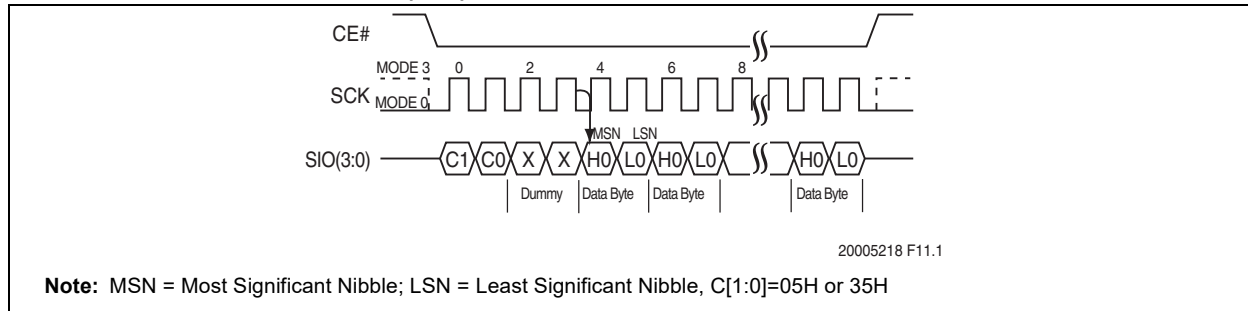 CE#
MODE 3 0 2 4 6 8
SCK
MODE 0
MSN LSN
SIO(3:0) C1 C0 X X H0 L0 H0 L0 H0 L0
Dummy Data Byte Data Byte Data Byte
20005218 F11.1
Note: MSN = Most Significant Nibble; LSN = Least Significant Nibble, C[1:0]=05H or 35H